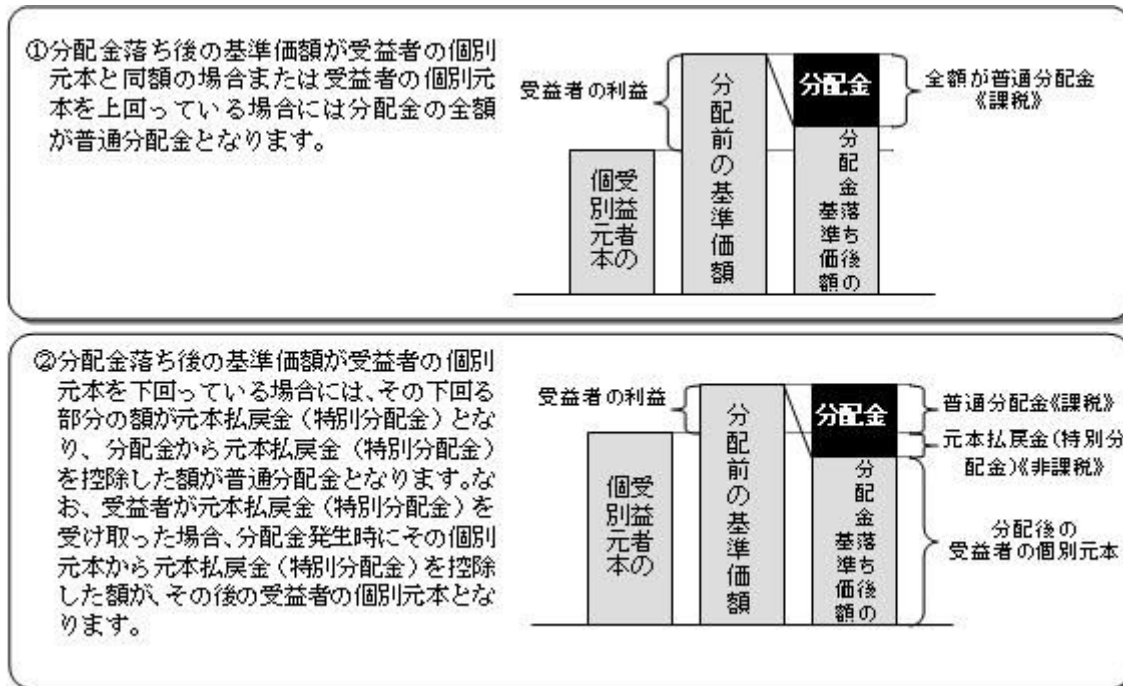 ①分配金落ち後の基準価額が受益者の個別
元本と同額の場合または受益者の個別元
本を上回っている場合には分配金の全額
が普通分配金となります。
受益者の利益
受益者の
個別元本
分配前の基準価額
分配金
分配金落ち後の
基準価額
全額が普通分配金
《課税》
②分配金落ち後の基準価額が受益者の個別
元本を下回っている場合には、その下回る
部分の額が元本払戻金（特別分配金）とな
り、分配金から元本払戻金（特別分配金）
を控除した額が普通分配金となります。な
お、受益者が元本払戻金（特別分配金）を
受け取った場合、分配金発生時にその個別
元本から元本払戻金（特別分配金）を控除
した額が、その後の受益者の個別元本とな
ります。
受益者の利益
受益者の
個別元本
分配前の基準価額
分配金
分配金落ち後の
基準価額
普通分配金《課税》
元本払戻金（特別分
配金）《非課税》
分配後の
受益者の個別元本